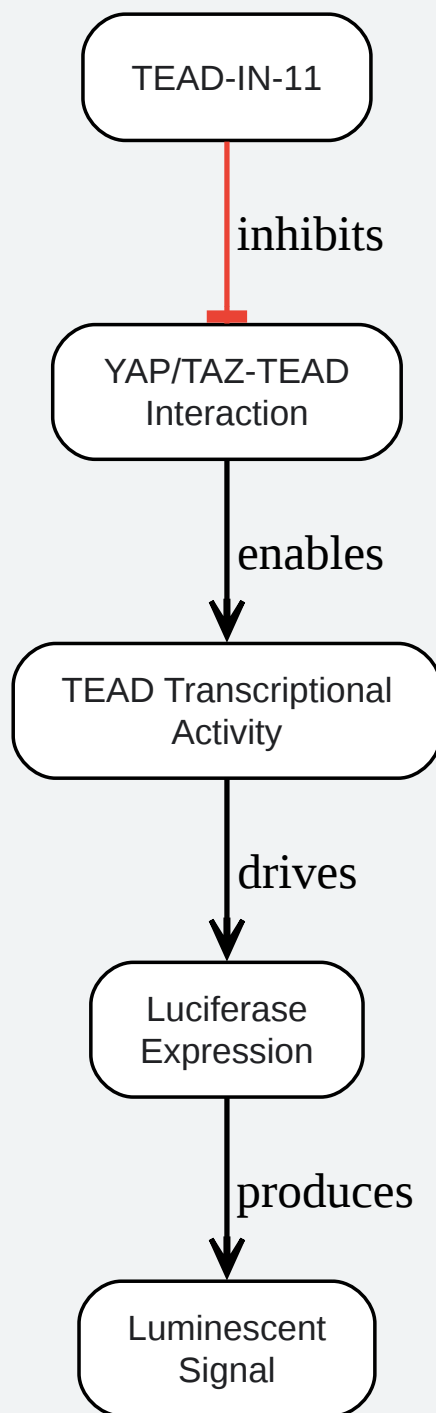 TEAD-IN-11
inhibits
YAP/TAZ-TEAD
Interaction
enables
TEAD Transcriptional
Activity
drives
Luciferase
Expression
produces
Luminescent
Signal